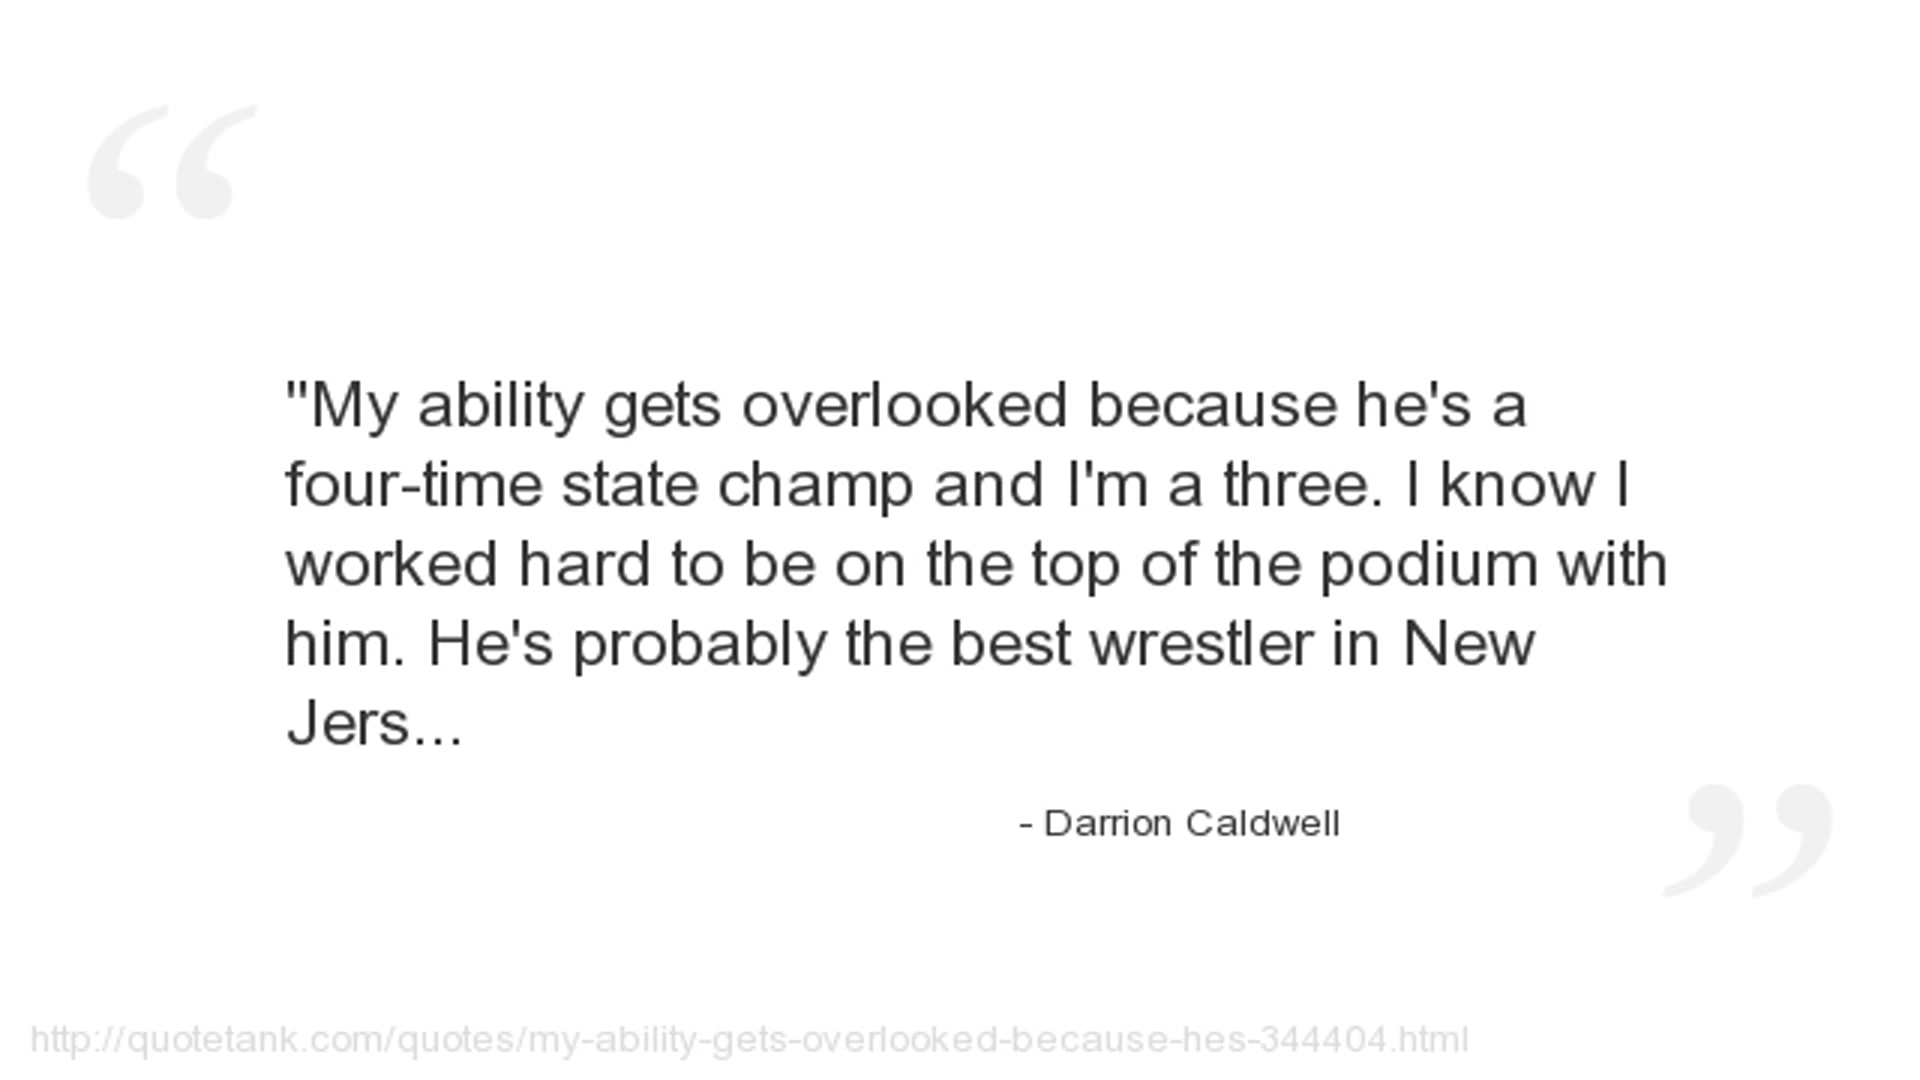 "My ability gets overlooked because he's a
four-time state champ and I'm a three. I know I
worked hard to be on the top of the podium with
him. He's probably the best wrestler in New
Jers...
- Darrion Caldwell
http://quotetank.com/quotes/my-ability-gets-overlooked-because-hes-344404.html